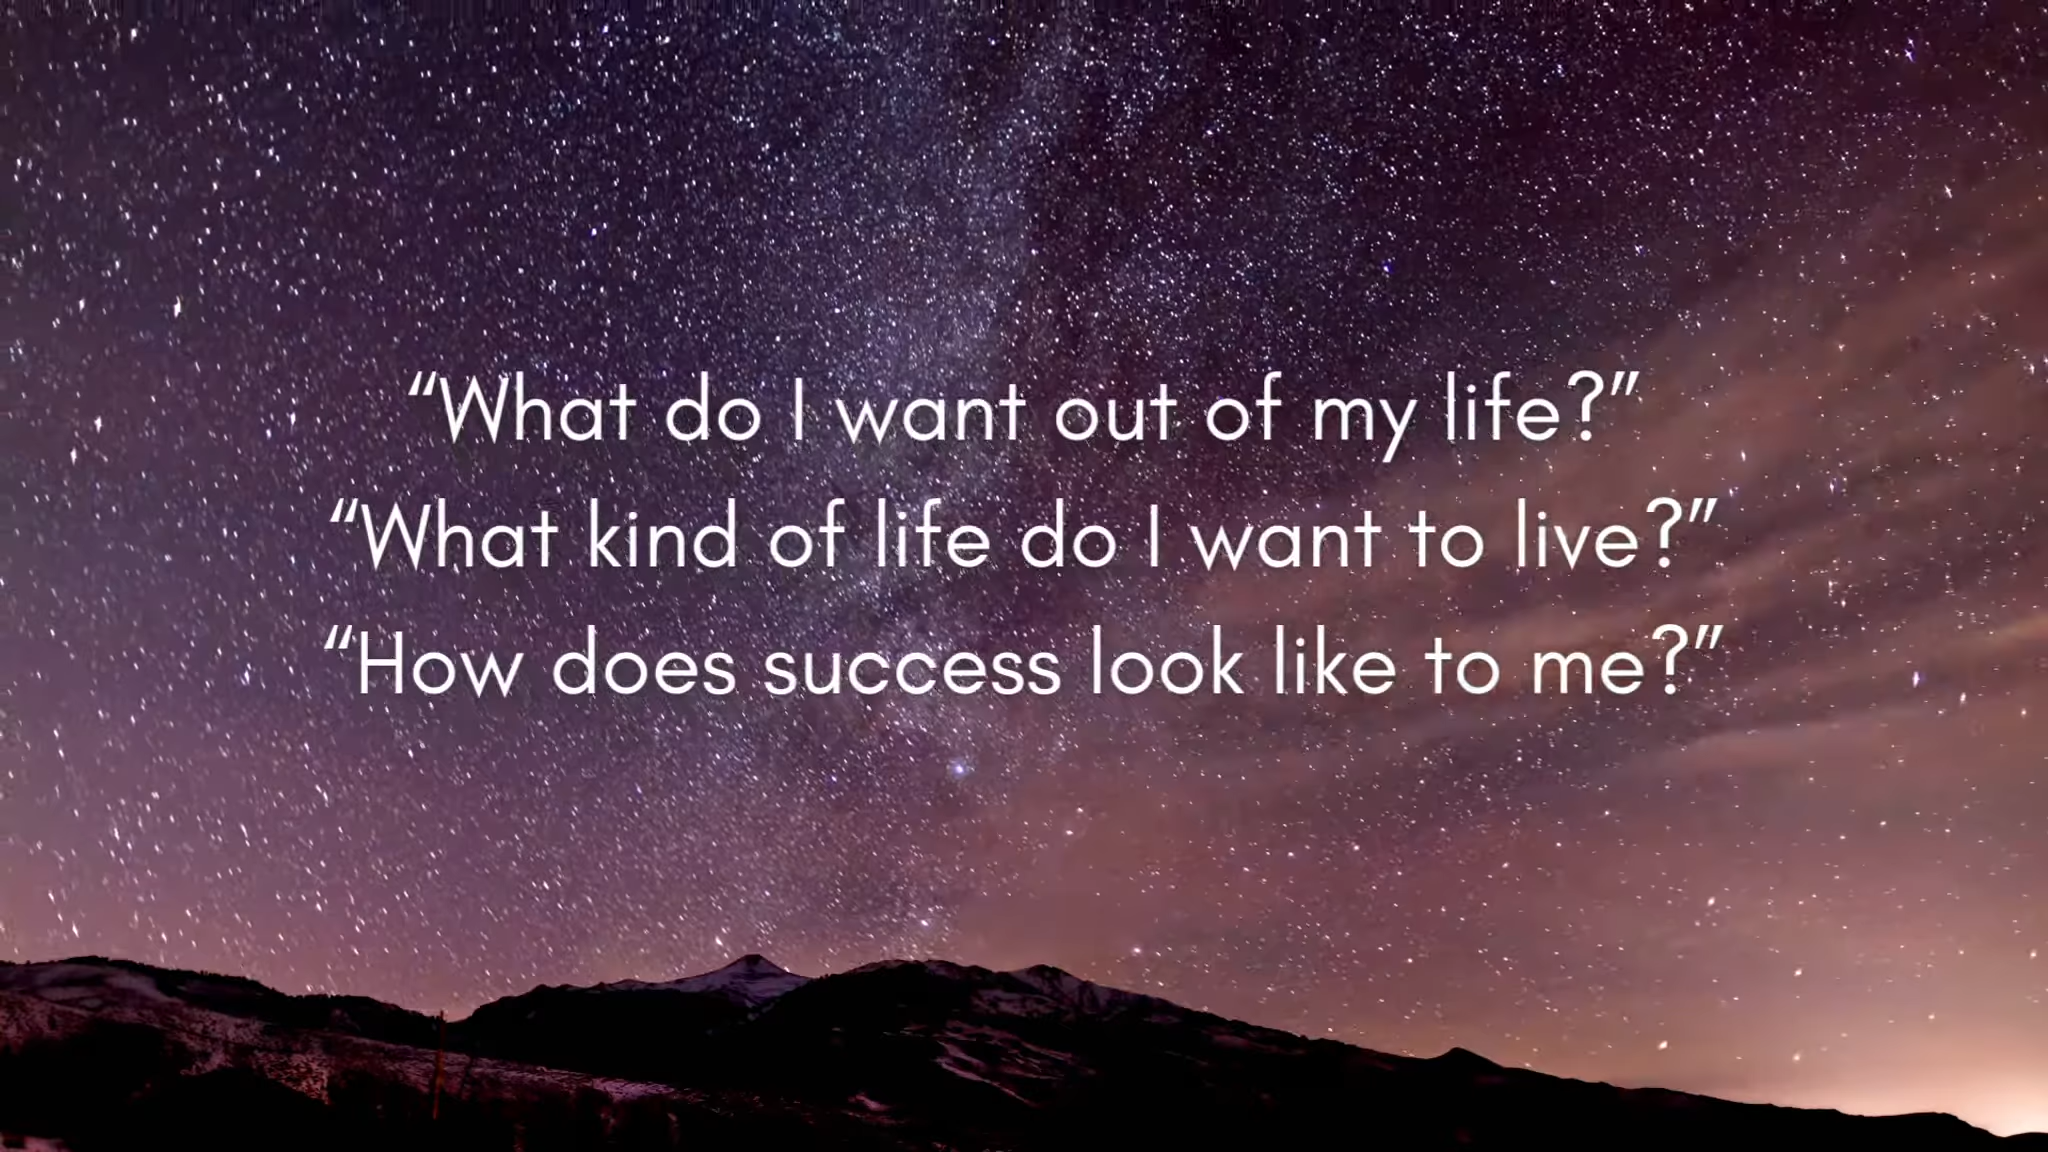 “What do I want out of my life?”
“What kind of life do I want to live?”
“How does success look like to me?”